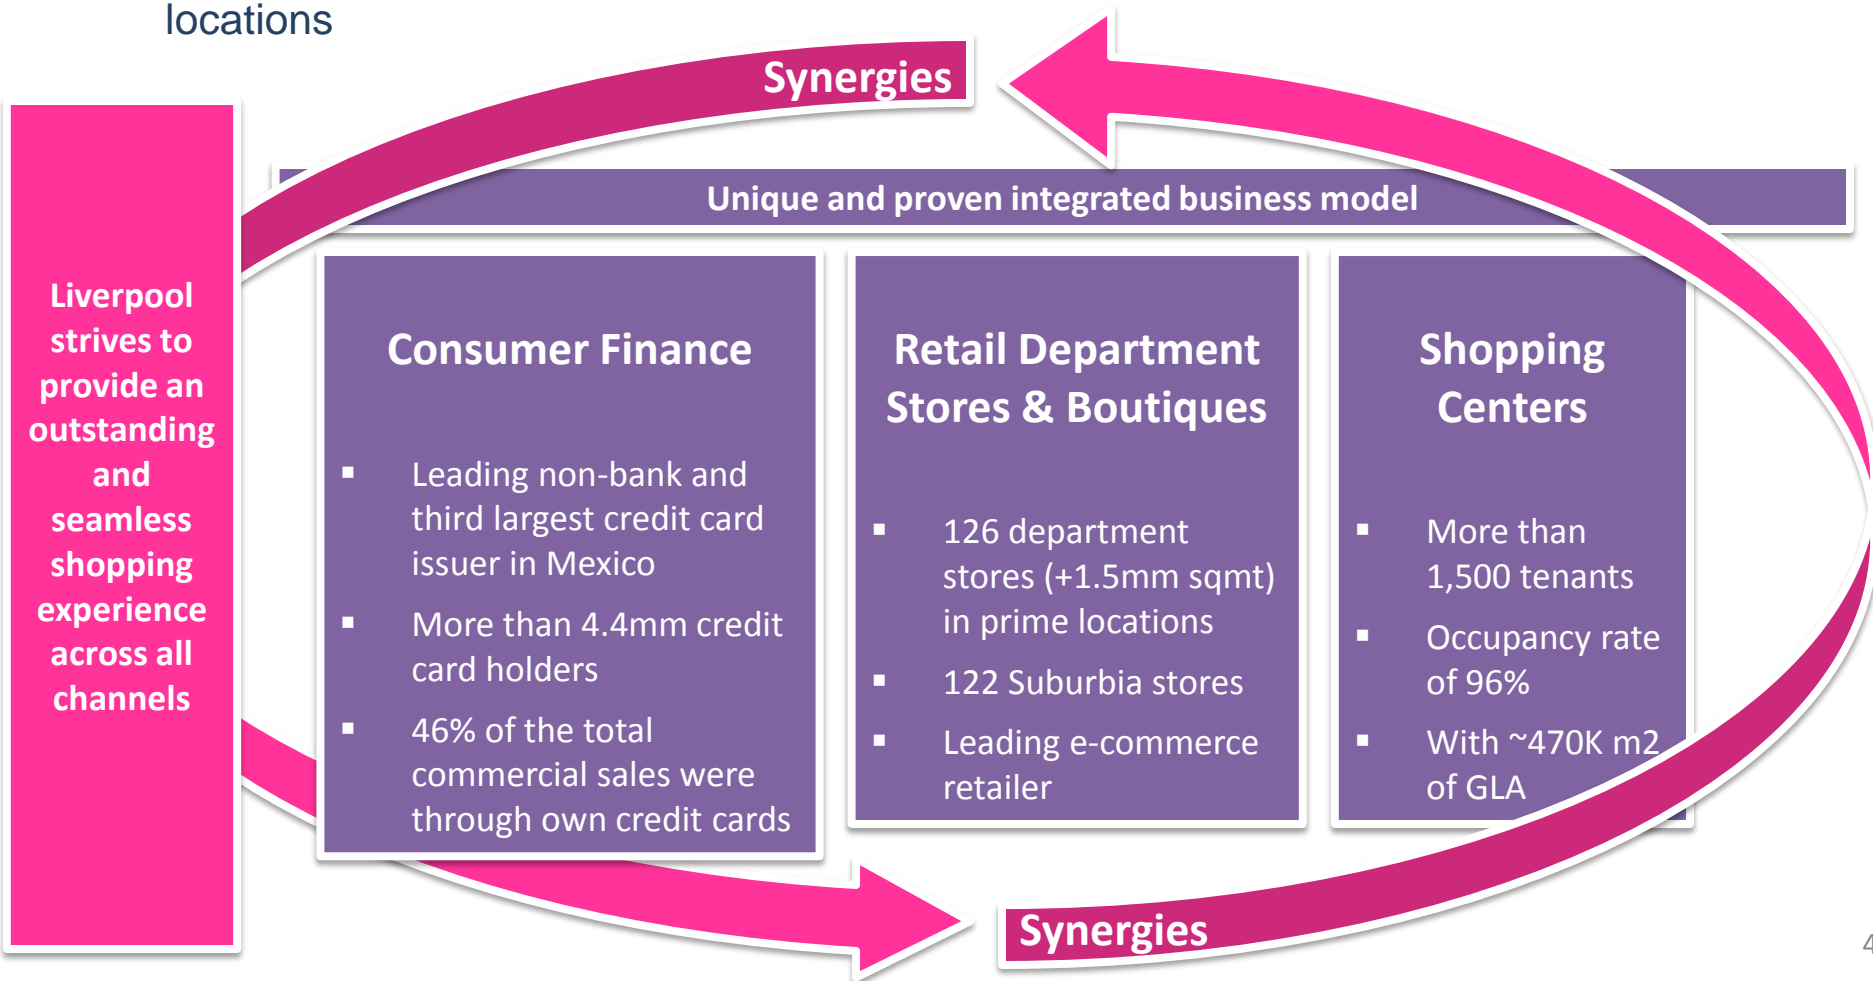 locations
Synergies
Unique and proven integrated business model
Liverpool
strives to
provide an
outstanding
and
seamless
shopping
experience
across all
channels
Consumer Finance
▪ Leading non-bank and
third largest credit card
issuer in Mexico
▪ More than 4.4mm credit
card holders
▪ 46% of the total
commercial sales were
through own credit cards
Retail Department
Stores & Boutiques
▪ 126 department
stores (+1.5mm sqmt)
in prime locations
▪ 122 Suburbia stores
▪ Leading e-commerce
retailer
Shopping
Centers
▪ More than
1,500 tenants
▪ Occupancy rate
of 96%
▪ With ~470K m2
of GLA
Synergies
4